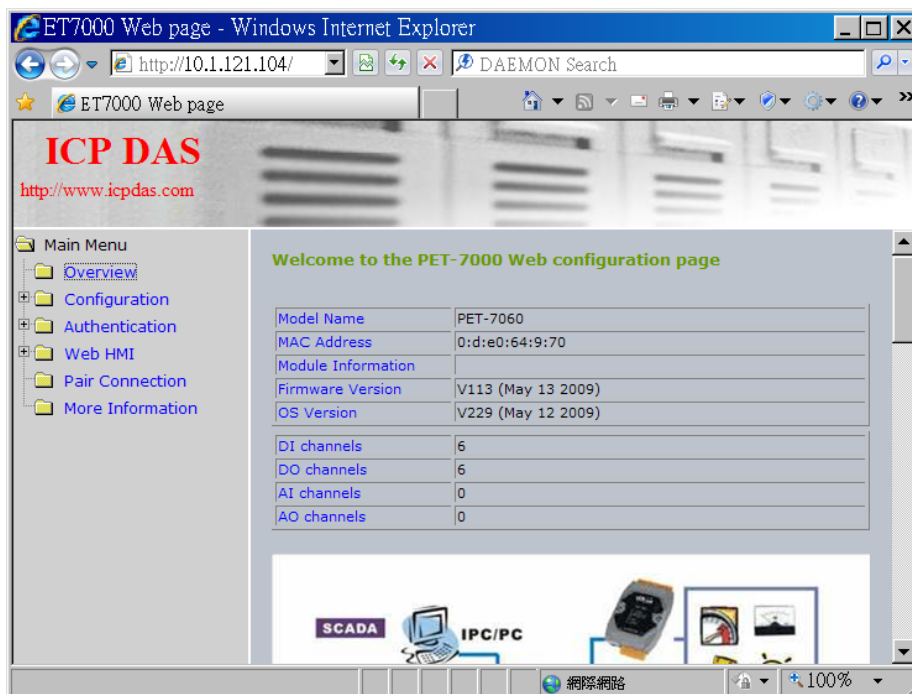 ET7000 Web page - Windows Internet Explorer
http://10.1.121.104/
DAEMON Search
ET7000 Web page
ICP DAS
http://www.icpdas.com
Main Menu
Overview
Configuration
Authentication
Web HMI
Pair Connection
More Information
Welcome to the PET-7000 Web configuration page
Model Name PET-7060
MAC Address 0:d:e0:64:9:70
Module Information
Firmware Version V113 (May 13 2009)
OS Version V229 (May 12 2009)
DI channels 6
DO channels 6
AI channels 0
AO channels 0
SCADA
IPC/PC
網際網路
100%